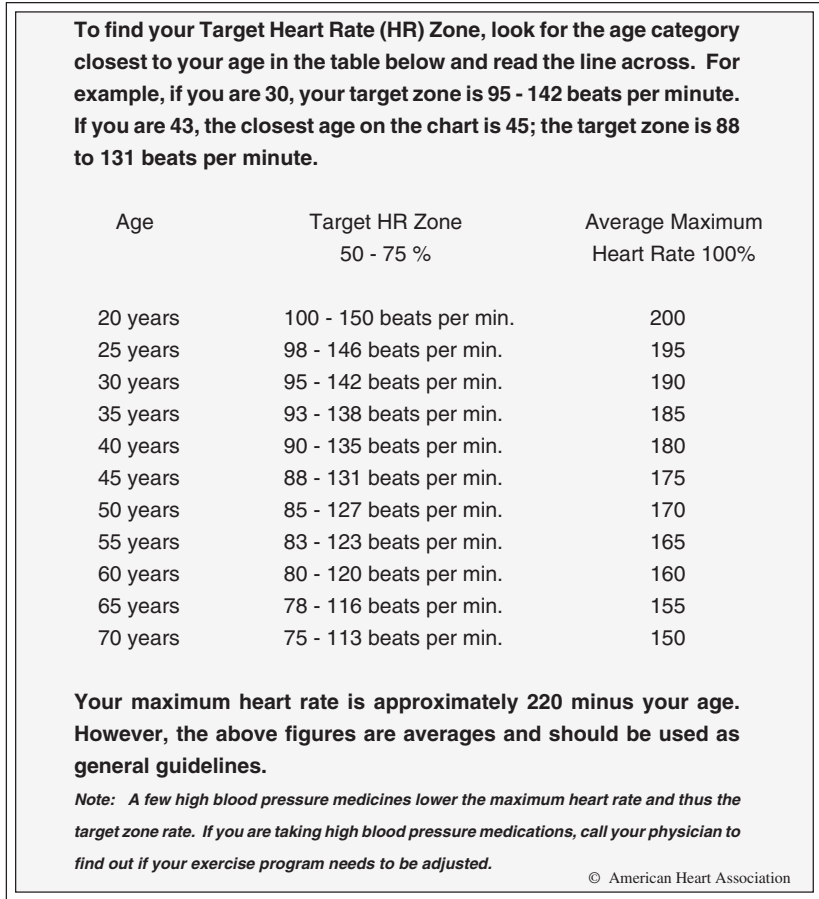 To find your Target Heart Rate (HR) Zone, look for the age category
closest to your age in the table below and read the line across. For
example, if you are 30, your target zone is 95 - 142 beats per minute.
If you are 43, the closest age on the chart is 45; the target zone is 88
to 131 beats per minute.
Age Target HR Zone Average Maximum
50 - 75 % Heart Rate 100%
20 years 100 - 150 beats per min. 200
25 years 98 - 146 beats per min. 195
30 years 95 - 142 beats per min. 190
35 years 93 - 138 beats per min. 185
40 years 90 - 135 beats per min. 180
45 years 88 - 131 beats per min. 175
50 years 85 - 127 beats per min. 170
55 years 83 - 123 beats per min. 165
60 years 80 - 120 beats per min. 160
65 years 78 - 116 beats per min. 155
70 years 75 - 113 beats per min. 150
Your maximum heart rate is approximately 220 minus your age.
However, the above figures are averages and should be used as
general guidelines.
Note: A few high blood pressure medicines lower the maximum heart rate and thus the
target zone rate. If you are taking high blood pressure medications, call your physician to
find out if your exercise program needs to be adjusted.
© American Heart Association